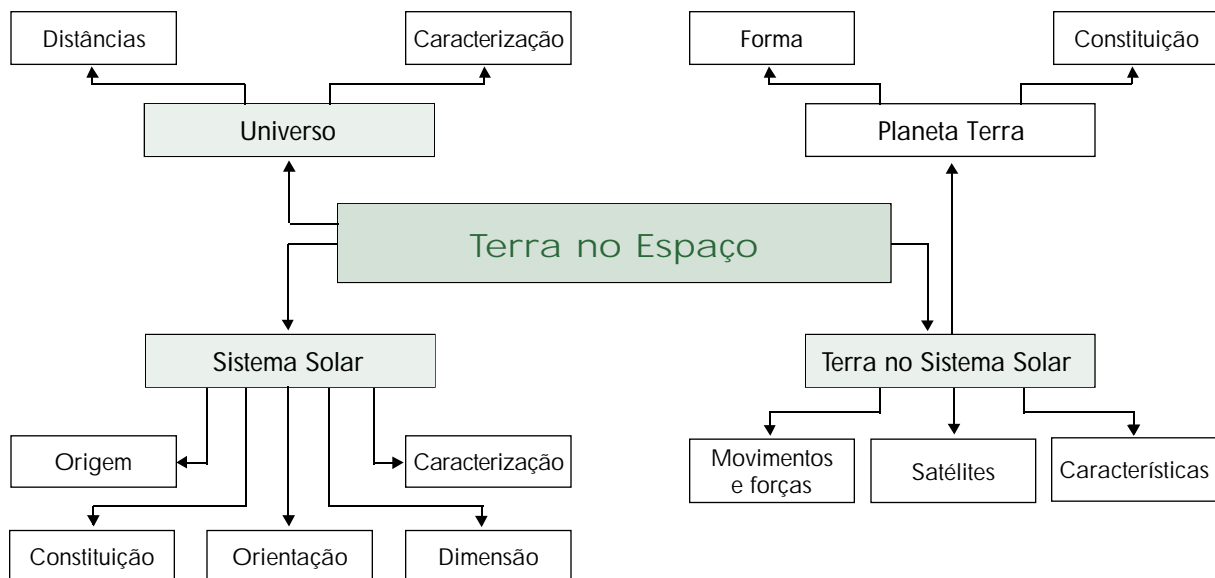 Distâncias
Caracterização
Forma
Constituição
Universo
Planeta Terra
Terra no Espaço
Sistema Solar
Terra no Sistema Solar
Origem
Caracterização
Movimentos
e forças
Satélites
Características
Constituição
Orientação
Dimensão